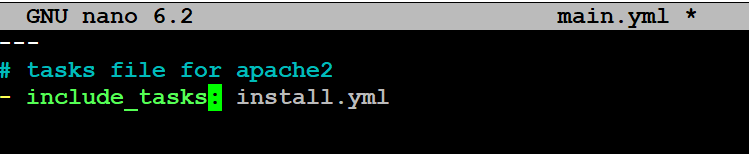 GNU nano 6.2 main.yml *
---
# tasks file for apache2
- include_tasks: install.yml